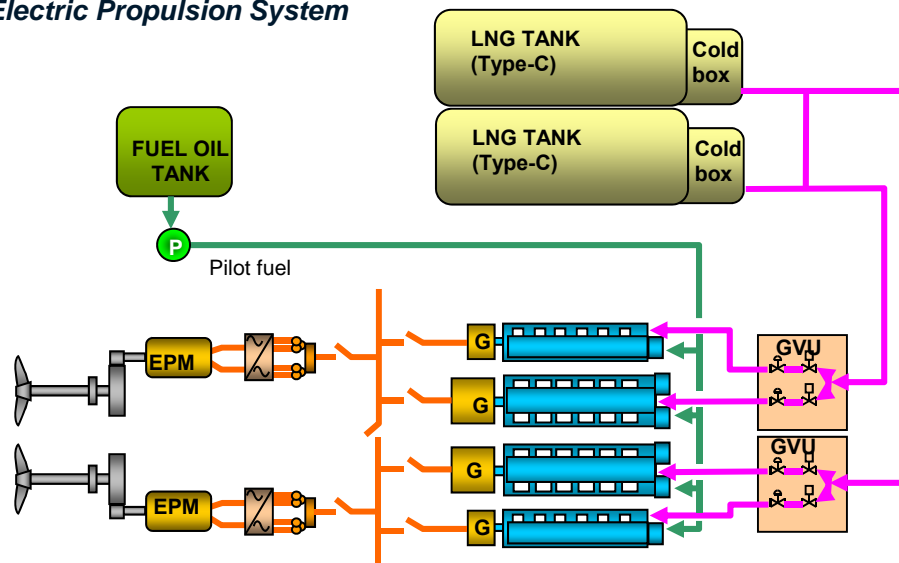 Electric Propulsion System
LNG TANK
(Type-C)
Cold
box
LNG TANK
(Type-C)
Cold
box
FUEL OIL
TANK
P
Pilot fuel
EPM
G
GVU
G
G
GVU
EPM
G